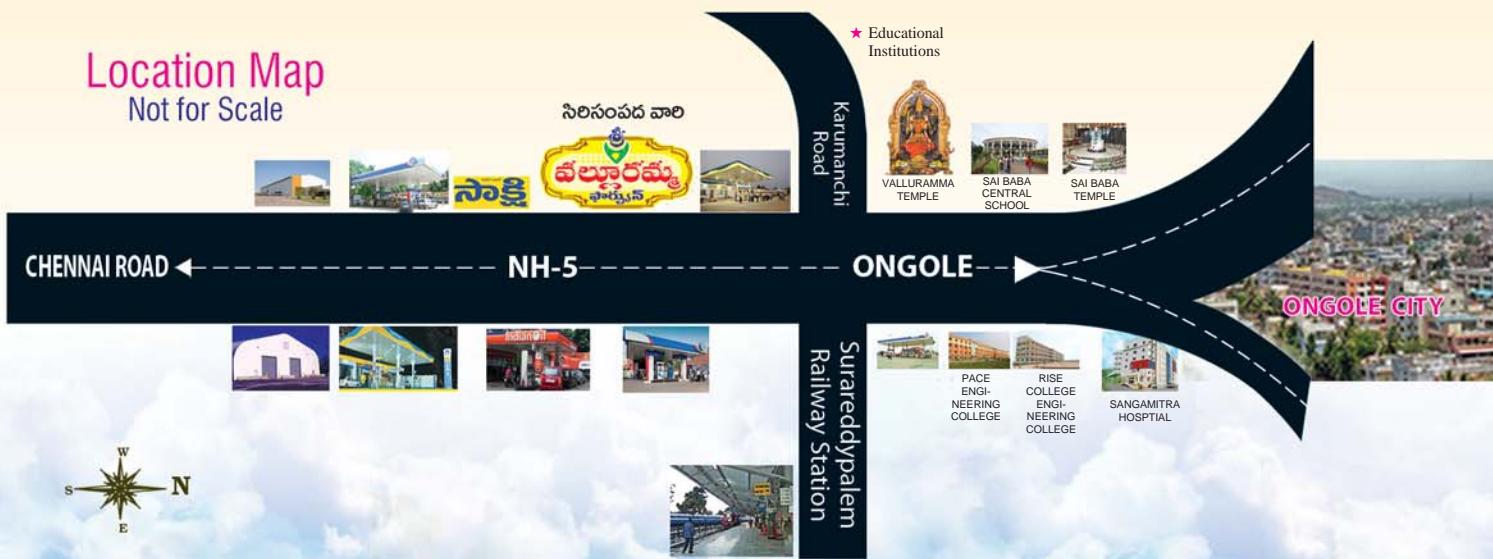 Location Map
Not for Scale
★ Educational
Institutions
సిరిసంపద వారి
శ్రీ
వల్లూరమ్మ
ఫార్చున్
సాక్షి
Karumanchi
Road
VALLURAMMA
TEMPLE
SAI BABA
CENTRAL
SCHOOL
SAI BABA
TEMPLE
CHENNAI ROAD
NH-5
ONGOLE
ONGOLE CITY
IndianOil
Surareddypalem
Railway Station
PACE
ENGI-
NEERING
COLLEGE
RISE
COLLEGE
ENGI-
NEERING
COLLEGE
SANGAMITRA
HOSPTIAL
W
S
N
E